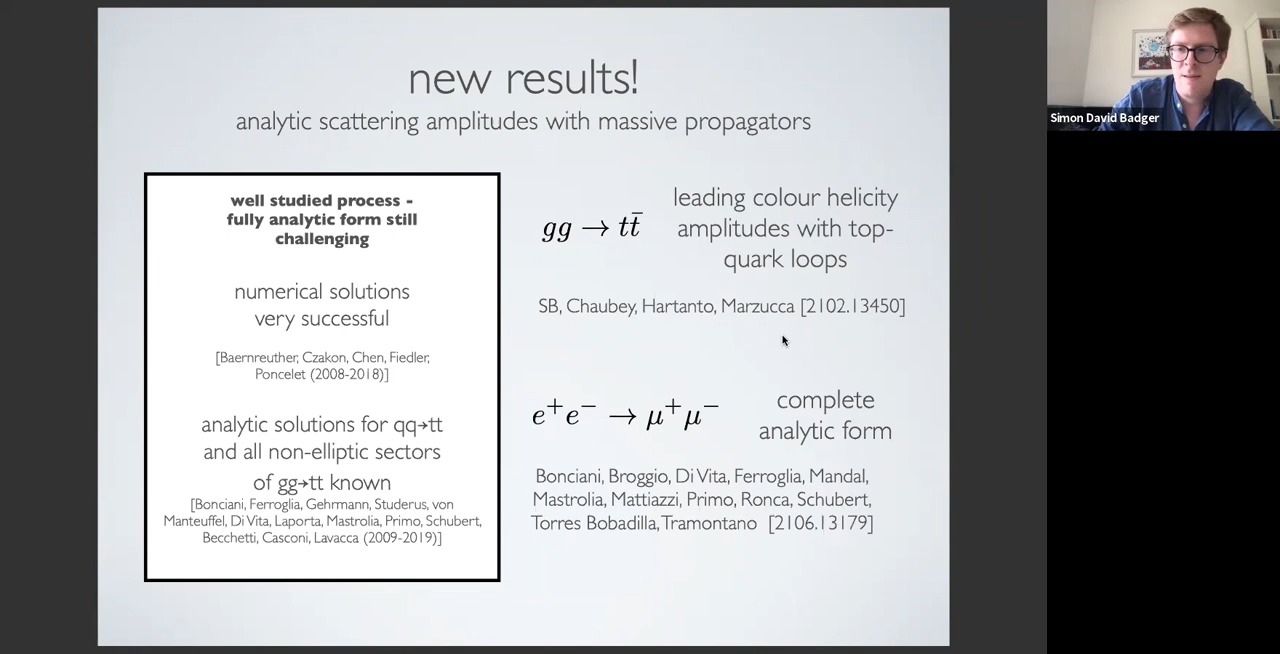 new results!
analytic scattering amplitudes with massive propagators
well studied process -
fully analytic form still
challenging
numerical solutions
very successful
[Baernreuther, Czakon, Chen, Fiedler,
Poncelet (2008-2018)]
analytic solutions for qq→tt
and all non-elliptic sectors
of gg→tt known
[Bonciani, Ferroglia, Gehrmann, Studerus, von
Manteuffel, Di Vita, Laporta, Mastrolia, Primo, Schubert,
Becchetti, Casconi, Lavacca (2009-2019)]
gg → tt̄
leading colour helicity
amplitudes with top-
quark loops
SB, Chaubey, Hartanto, Marzucca [2102.13450]
e⁺e⁻ → μ⁺μ⁻
complete
analytic form
Bonciani, Broggio, Di Vita, Ferroglia, Mandal,
Mastrolia, Mattiazzi, Primo, Ronca, Schubert,
Torres Bobadilla, Tramontano [2106.13179]
Simon David Badger